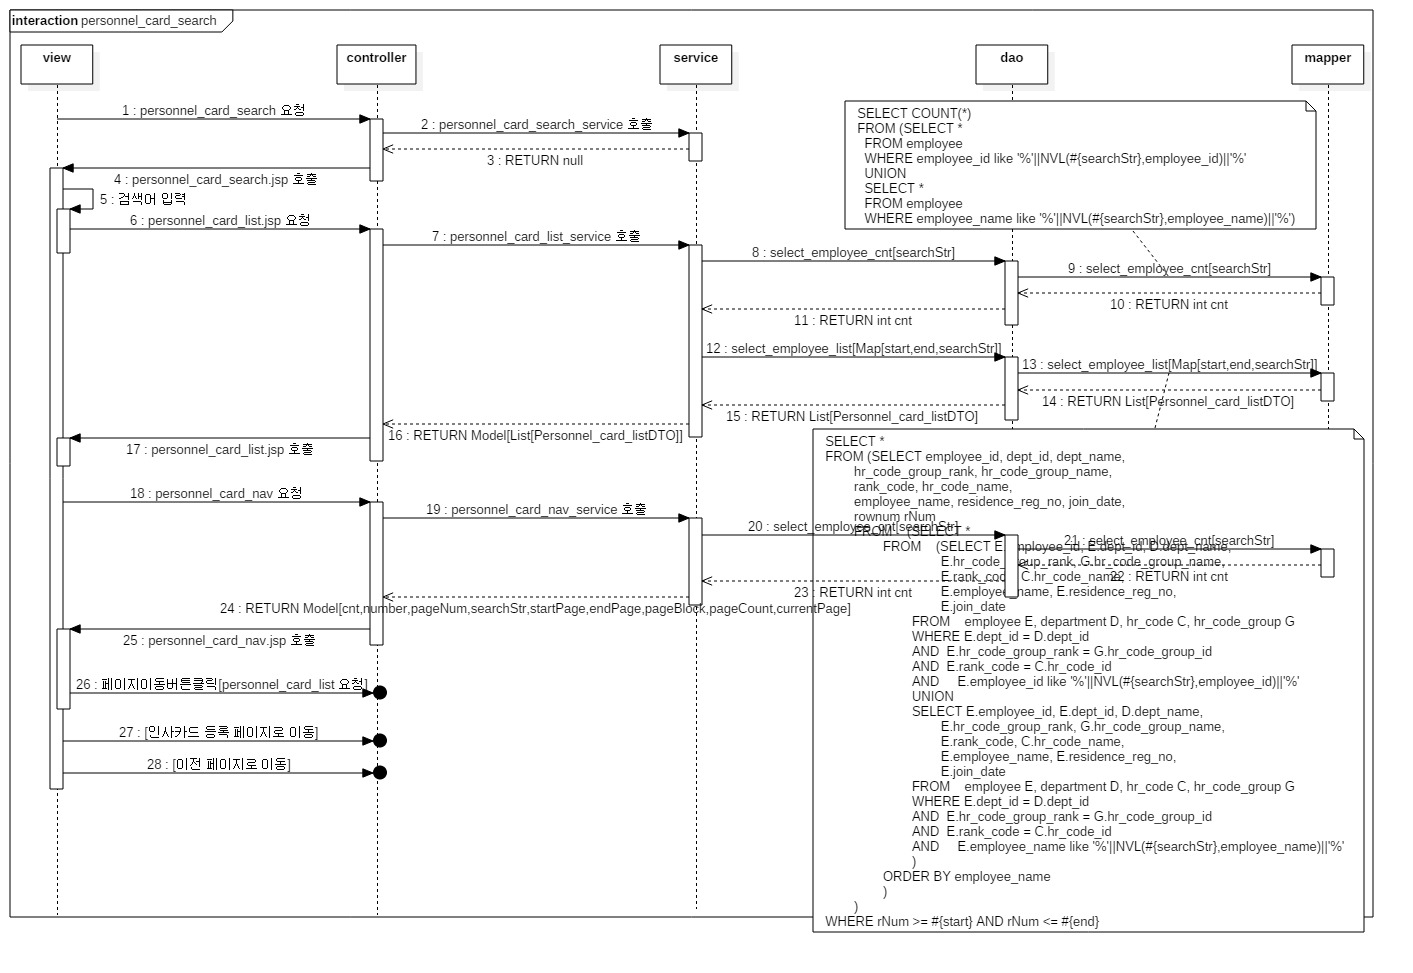 interaction personnel_card_search
view
controller
service
dao
mapper
SELECT COUNT(*)
FROM (SELECT *
FROM employee
WHERE employee_id like '%'||NVL(#{searchStr},employee_id)||'%'
UNION
SELECT *
FROM employee
WHERE employee_name like '%'||NVL(#{searchStr},employee_name)||'%')
1 : personnel_card_search 요청
2 : personnel_card_search_service 호출
3 : RETURN null
4 : personnel_card_search.jsp 호출
5 : 검색어 입력
6 : personnel_card_list.jsp 요청
7 : personnel_card_list_service 호출
8 : select_employee_cnt[searchStr]
9 : select_employee_cnt[searchStr]
10 : RETURN int cnt
11 : RETURN int cnt
12 : select_employee_list[Map[start,end,searchStr]]
13 : select_employee_list[Map[start,end,searchStr]]
14 : RETURN List[Personnel_card_listDTO]
15 : RETURN List[Personnel_card_listDTO]
16 : RETURN Model[List[Personnel_card_listDTO]]
17 : personnel_card_list.jsp 호출
18 : personnel_card_nav 요청
19 : personnel_card_nav_service 호출
20 : select_employee_cnt[searchStr]
21 : select_employee_cnt[searchStr]
22 : RETURN int cnt
23 : RETURN int cnt
24 : RETURN Model[cnt,number,pageNum,searchStr,startPage,endPage,pageBlock,pageCount,currentPage]
25 : personnel_card_nav.jsp 호출
26 : 페이지이동버튼클릭[personnel_card_list 요청]
27 : [인사카드 등록 페이지로 이동]
28 : [이전 페이지로 이동]
SELECT *
FROM (SELECT employee_id, dept_id, dept_name,
hr_code_group_rank, hr_code_group_name,
rank_code, hr_code_name,
employee_name, residence_reg_no, join_date,
rownum rNum
FROM (SELECT *
FROM (SELECT E.employee_id, E.dept_id, D.dept_name,
E.hr_code_group_rank, G.hr_code_group_name,
E.rank_code, C.hr_code_name,
E.employee_name, E.residence_reg_no,
E.join_date
FROM employee E, department D, hr_code C, hr_code_group G
WHERE E.dept_id = D.dept_id
AND E.hr_code_group_rank = G.hr_code_group_id
AND E.rank_code = C.hr_code_id
AND E.employee_id like '%'||NVL(#{searchStr},employee_id)||'%'
UNION
SELECT E.employee_id, E.dept_id, D.dept_name,
E.hr_code_group_rank, G.hr_code_group_name,
E.rank_code, C.hr_code_name,
E.employee_name, E.residence_reg_no,
E.join_date
FROM employee E, department D, hr_code C, hr_code_group G
WHERE E.dept_id = D.dept_id
AND E.hr_code_group_rank = G.hr_code_group_id
AND E.rank_code = C.hr_code_id
AND E.employee_name like '%'||NVL(#{searchStr},employee_name)||'%'
)
ORDER BY employee_name
)
)
WHERE rNum >= #{start} AND rNum <= #{end}